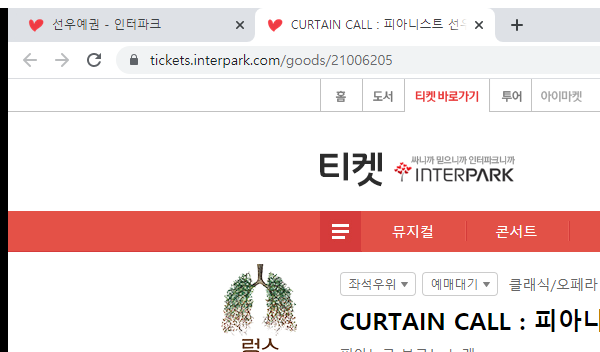 선우예권 - 인터파크
CURTAIN CALL : 피아니스트 선우
tickets.interpark.com/goods/21006205
홈 도서 티켓 바로가기 투어 아이마켓
티켓 싸니까 믿으니까 인터파크니까
INTERPARK
뮤지컬 콘서트
좌석우위 예매대기 클래식/오페라
CURTAIN CALL : 피아니
렁스